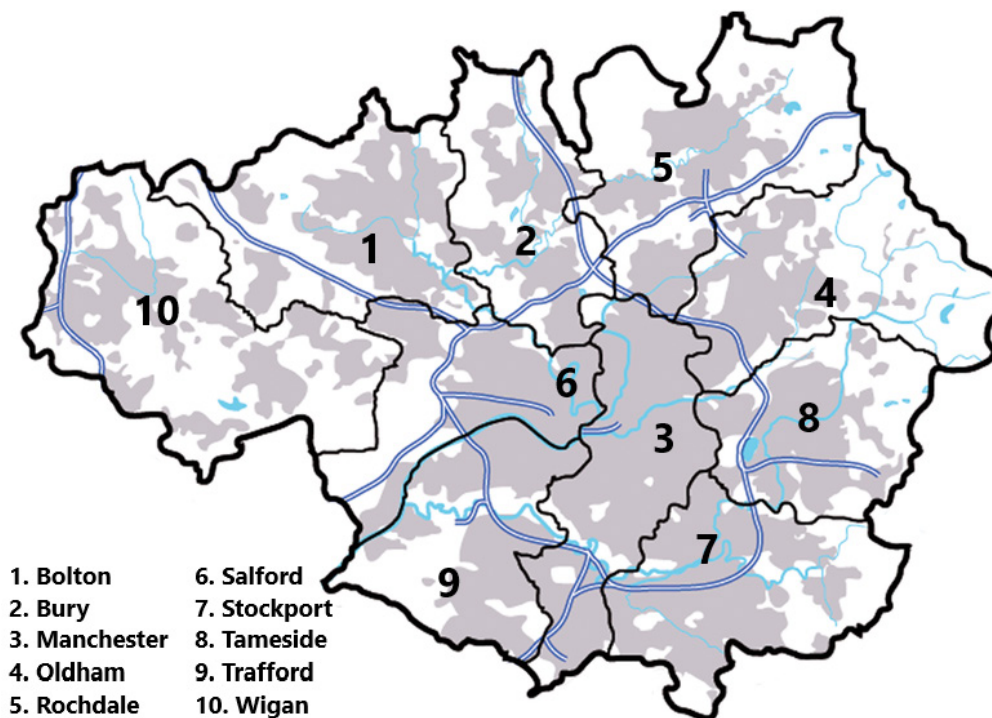 5
1
2
10
4
6
8
3
7
9
1. Bolton
2. Bury
3. Manchester
4. Oldham
5. Rochdale
6. Salford
7. Stockport
8. Tameside
9. Trafford
10. Wigan